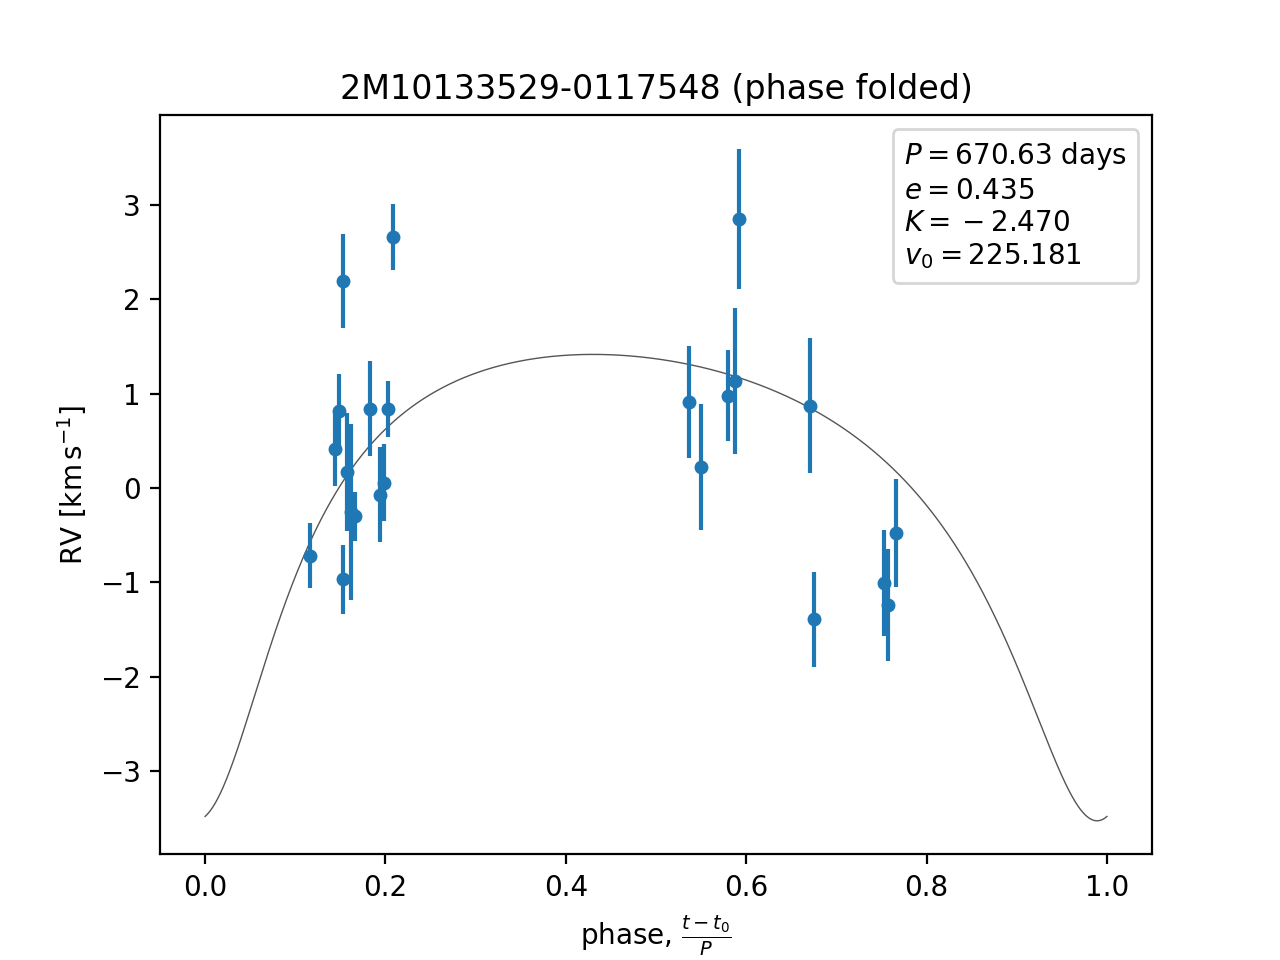 2M10133529-0117548 (phase folded)
P = 670.63 days
e = 0.435
K = −2.470
v₀ = 225.181
3
2
1
0
−1
−2
−3
RV [km s⁻¹]
0.0 0.2 0.4 0.6 0.8 1.0
phase, (t − t₀)/P